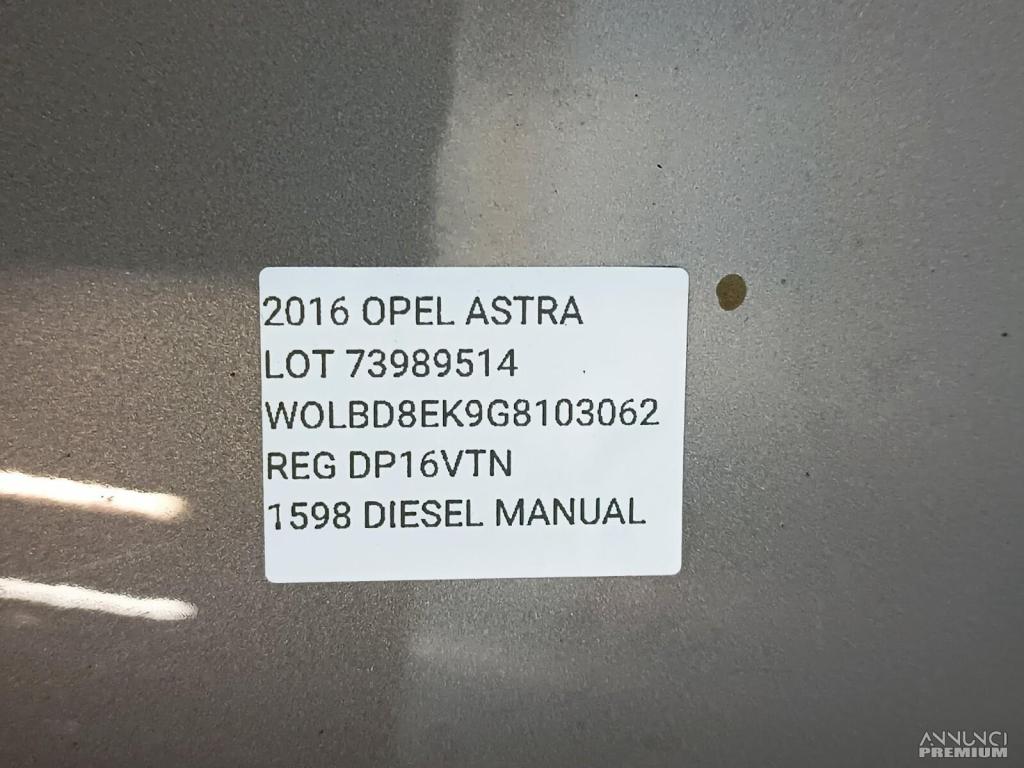 2016 OPEL ASTRA
LOT 73989514
WOLBD8EK9G8103062
REG DP16VTN
1598 DIESEL MANUAL
ANNUNCI
PREMIUM